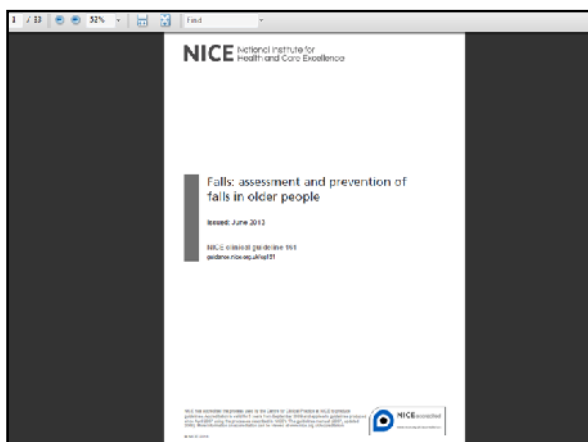 1 / 33 52% Find
NICE National Institute for
Health and Care Excellence
Falls: assessment and prevention of
falls in older people
Issued: June 2013
NICE clinical guideline 161
guidance.nice.org.uk/cg161
NICE accredited